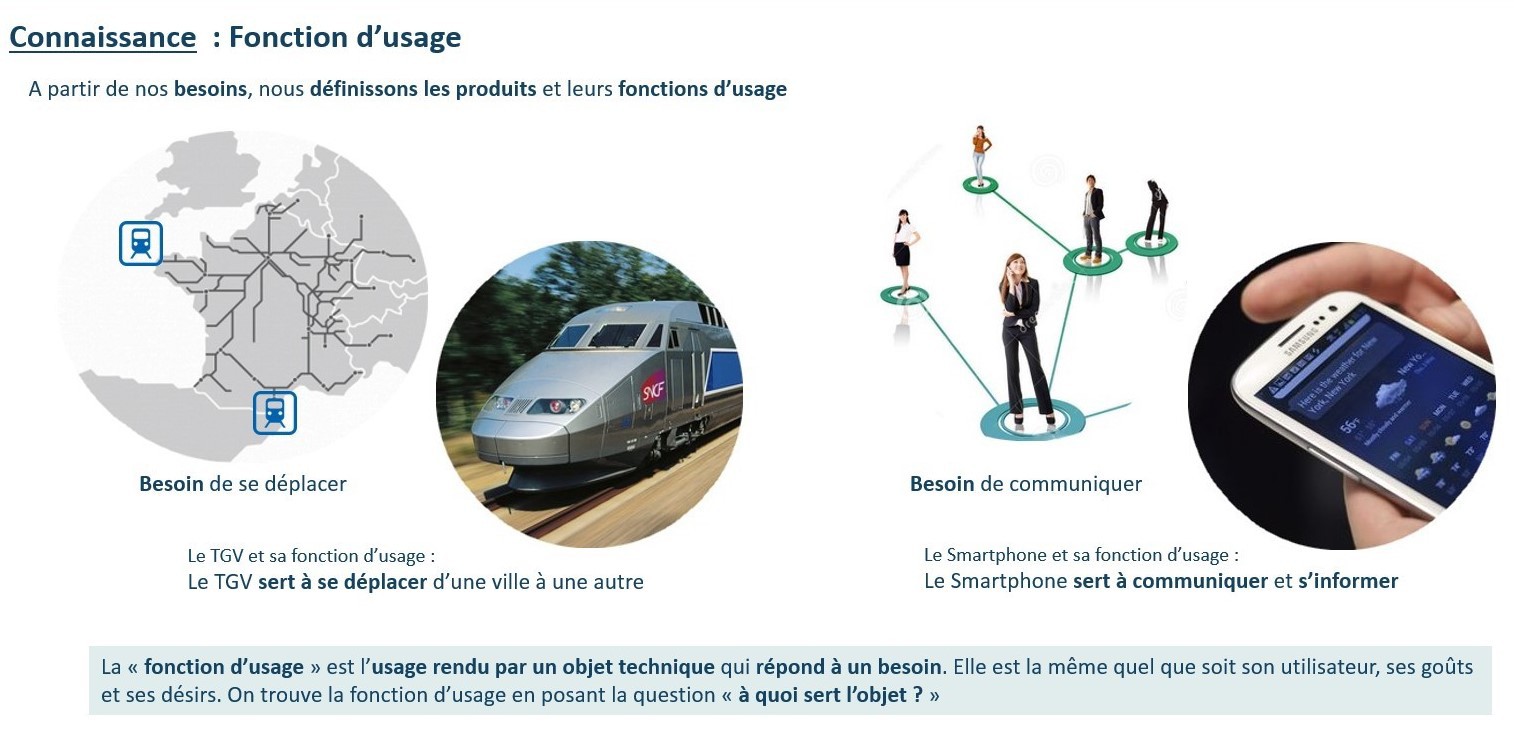 Connaissance : Fonction d’usage
A partir de nos besoins, nous définissons les produits et leurs fonctions d’usage
SNCF
SAMSUNG
Here is the weather for New
York, New York
New Yo...
56°F
MON TUE WED
Besoin de se déplacer
Besoin de communiquer
Le TGV et sa fonction d’usage :
Le TGV sert à se déplacer d’une ville à une autre
Le Smartphone et sa fonction d’usage :
Le Smartphone sert à communiquer et s’informer
La « fonction d’usage » est l’usage rendu par un objet technique qui répond à un besoin. Elle est la même quel que soit son utilisateur, ses goûts
et ses désirs. On trouve la fonction d’usage en posant la question « à quoi sert l’objet ? »